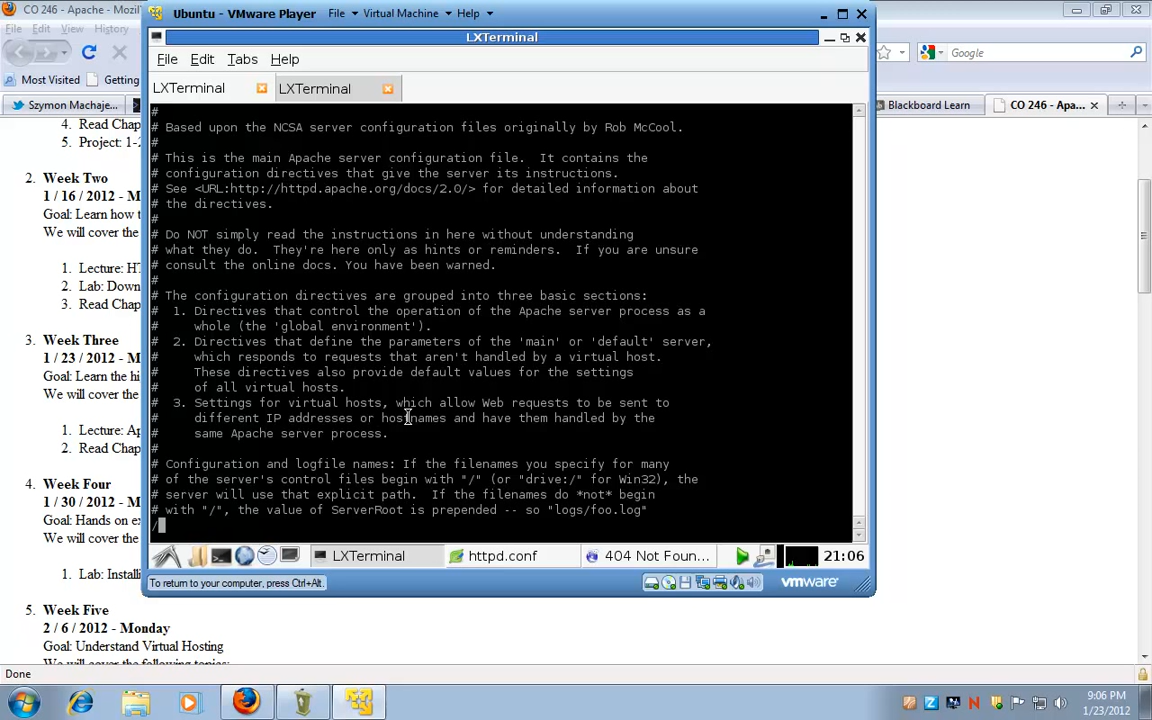 CO 246 - Apache - Mozil
Ubuntu - VMware Player File Virtual Machine Help
File Edit View History
LXTerminal
File Edit Tabs Help
Google
Most Visited Getting
LXTerminal LXTerminal
Szymon Machaje...
Blackboard Learn
CO 246 - Apa...
4. Read Chap
5. Project: 1-2
2. Week Two
1 / 16 / 2012 - M
Goal: Learn how t
We will cover the
1. Lecture: HT
2. Lab: Down
3. Read Chap
3. Week Three
1 / 23 / 2012 - M
Goal: Learn the hi
We will cover the
1. Lecture: Ap
2. Read Chap
4. Week Four
1 / 30 / 2012 - M
Goal: Hands on ex
We will cover the
1. Lab: Installi
5. Week Five
2 / 6 / 2012 - Monday
Goal: Understand Virtual Hosting
We will cover the following topics:
#
# Based upon the NCSA server configuration files originally by Rob McCool.
#
# This is the main Apache server configuration file.  It contains the
# configuration directives that give the server its instructions.
# See <URL:http://httpd.apache.org/docs/2.0/> for detailed information about
# the directives.
#
# Do NOT simply read the instructions in here without understanding
# what they do.  They're here only as hints or reminders.  If you are unsure
# consult the online docs. You have been warned.
#
# The configuration directives are grouped into three basic sections:
#  1. Directives that control the operation of the Apache server process as a
#     whole (the 'global environment').
#  2. Directives that define the parameters of the 'main' or 'default' server,
#     which responds to requests that aren't handled by a virtual host.
#     These directives also provide default values for the settings
#     of all virtual hosts.
#  3. Settings for virtual hosts, which allow Web requests to be sent to
#     different IP addresses or hostnames and have them handled by the
#     same Apache server process.
#
# Configuration and logfile names: If the filenames you specify for many
# of the server's control files begin with "/" (or "drive:/" for Win32), the
# server will use that explicit path.  If the filenames do *not* begin
# with "/", the value of ServerRoot is prepended -- so "logs/foo.log"
/
LXTerminal httpd.conf 404 Not Foun... 21:06
To return to your computer, press Ctrl+Alt.
vmware
Done
9:06 PM
1/23/2012